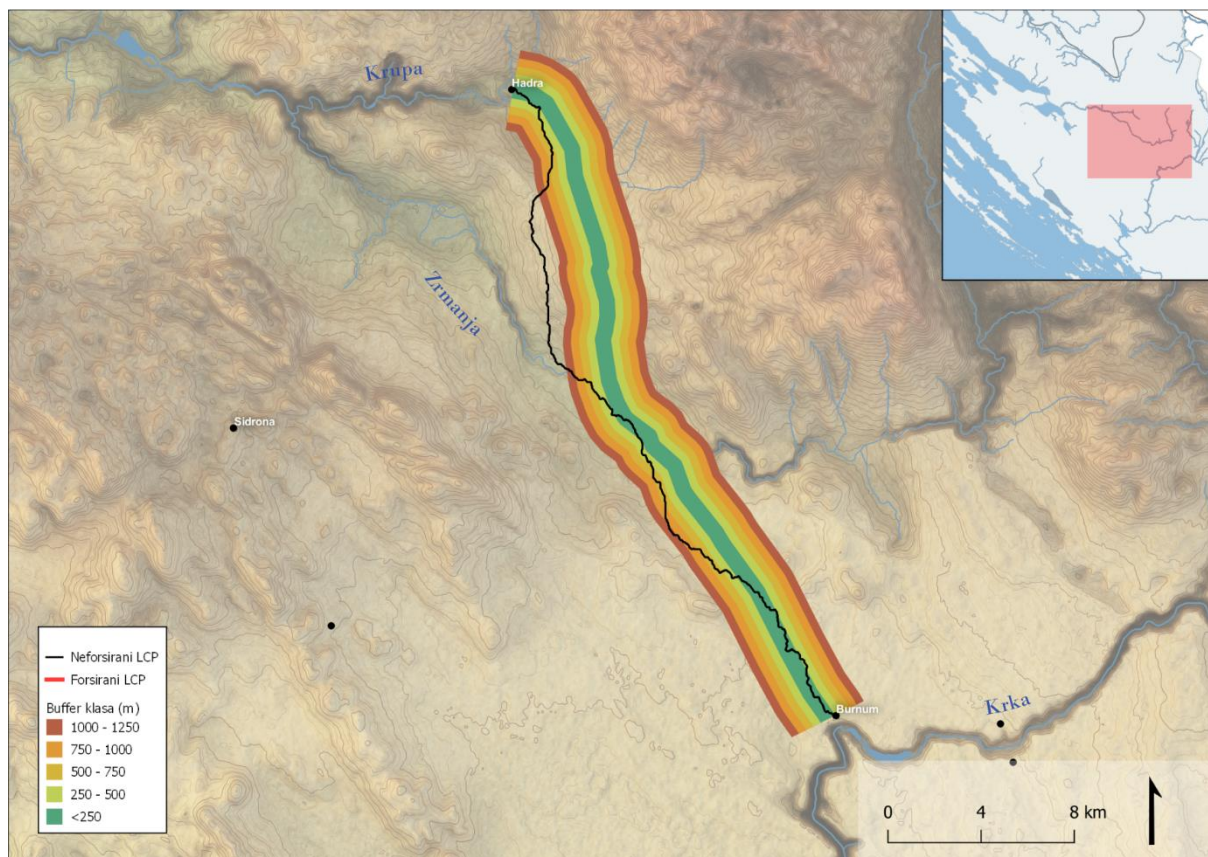 Krupa
Hadra
Zrmanja
Sidrona
Neforsirani LCP
Forsirani LCP
Buffer klasa (m)
1000 - 1250
750 - 1000
500 - 750
250 - 500
<250
Burnum
Krka
0 4 8 km